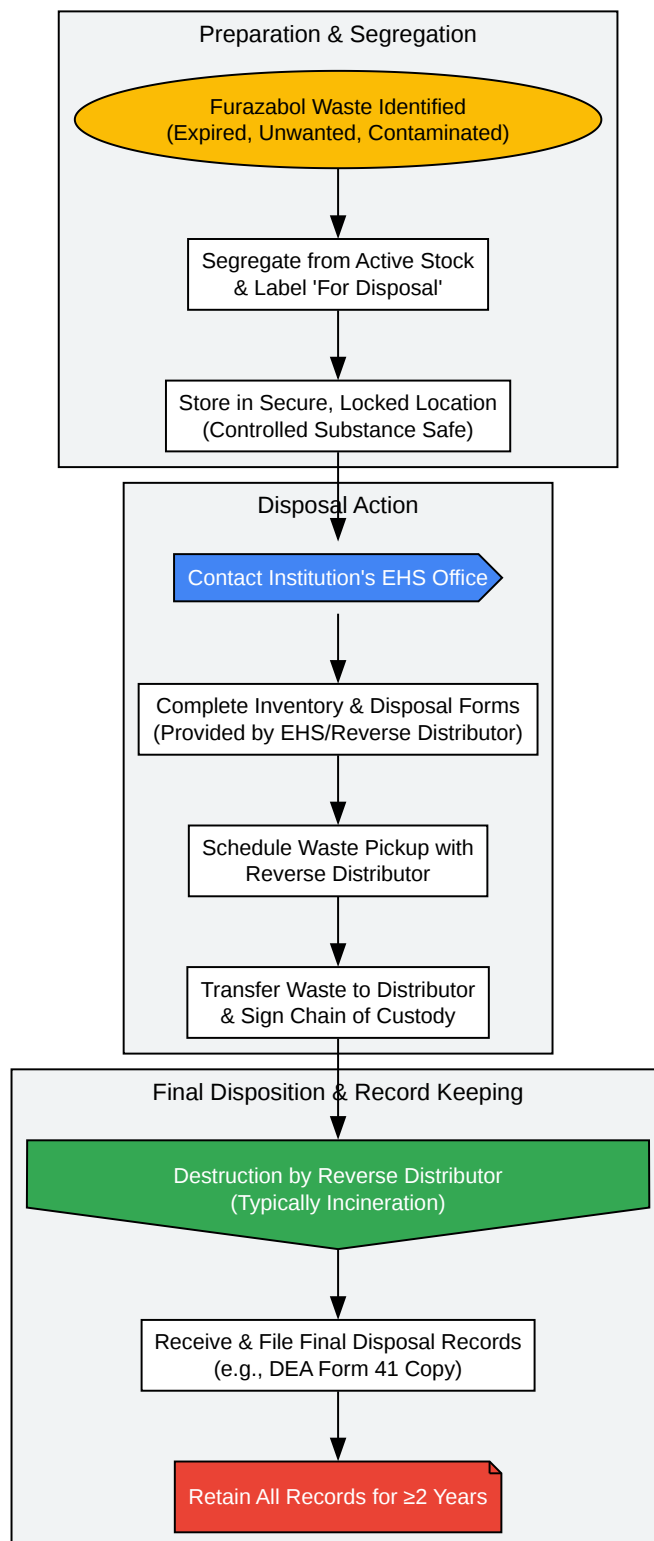 Preparation & Segregation
Furazabol Waste Identified
(Expired, Unwanted, Contaminated)
Segregate from Active Stock
& Label 'For Disposal'
Store in Secure, Locked Location
(Controlled Substance Safe)
Disposal Action
Contact Institution's EHS Office
Complete Inventory & Disposal Forms
(Provided by EHS/Reverse Distributor)
Schedule Waste Pickup with
Reverse Distributor
Transfer Waste to Distributor
& Sign Chain of Custody
Final Disposition & Record Keeping
Destruction by Reverse Distributor
(Typically Incineration)
Receive & File Final Disposal Records
(e.g., DEA Form 41 Copy)
Retain All Records for ≥2 Years